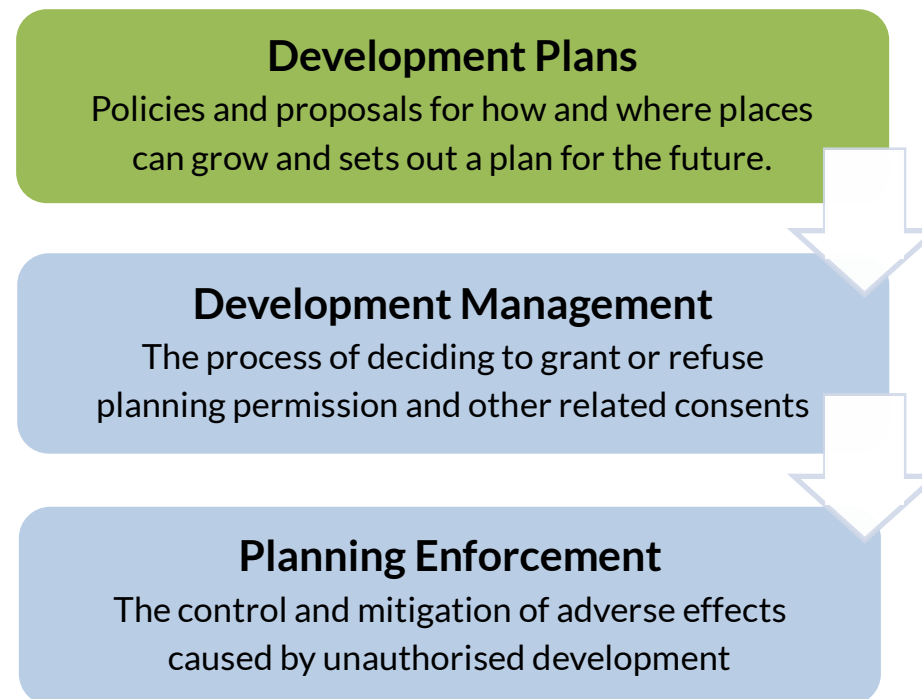 Development Plans
Policies and proposals for how and where places
can grow and sets out a plan for the future.
Development Management
The process of deciding to grant or refuse
planning permission and other related consents
Planning Enforcement
The control and mitigation of adverse effects
caused by unauthorised development